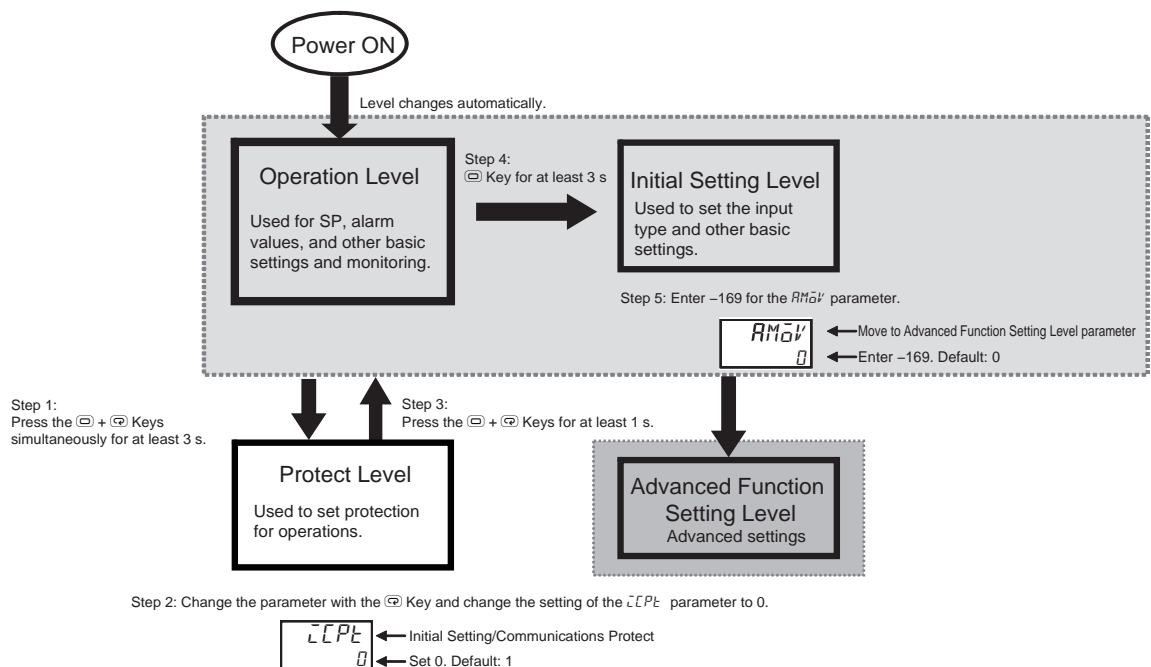 Power ON
Level changes automatically.
Operation Level
Used for SP, alarm
values, and other basic
settings and monitoring.
Step 4:
Key for at least 3 s
Initial Setting Level
Used to set the input
type and other basic
settings.
Step 5: Enter –169 for the AMoV parameter.
AMoV
Move to Advanced Function Setting Level parameter
0
Enter –169. Default: 0
Step 1:
Press the + Keys
simultaneously for at least 3 s.
Step 3:
Press the + Keys for at least 1 s.
Protect Level
Used to set protection
for operations.
Advanced Function
Setting Level
Advanced settings
Step 2: Change the parameter with the Key and change the setting of the iCPt parameter to 0.
iCPt
Initial Setting/Communications Protect
0
Set 0. Default: 1